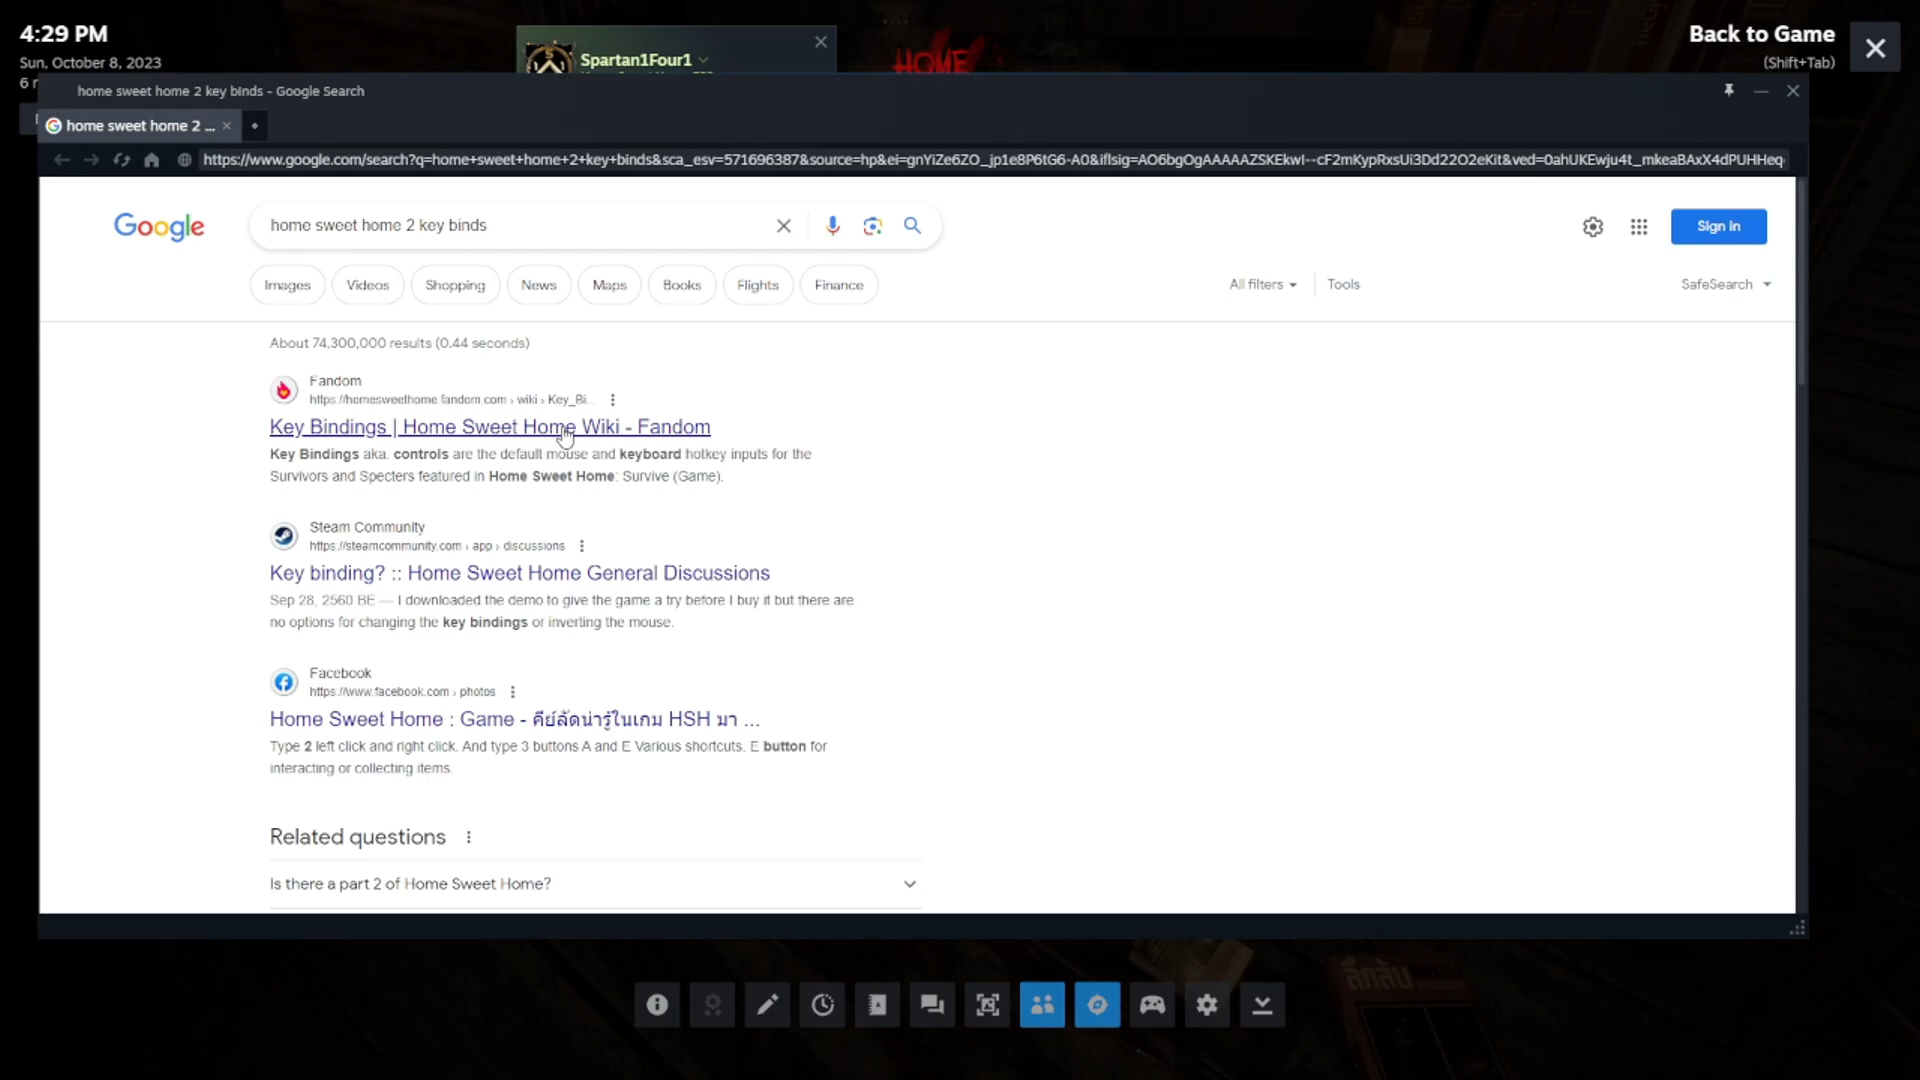 4:29 PM
Sun, October 8, 2023
Back to Game
(Shift+Tab)
Spartan1Four1
HOME
home sweet home 2 key binds - Google Search
home sweet home 2 ...
https://www.google.com/search?q=home+sweet+home+2+key+binds&sca_esv=571696387&source=hp&ei=gnYiZe6ZO_jp1e8P6tG6-A0&iflsig=AO6bgOgAAAAAZSKEkwI--cF2mKypRxsUi3Dd22O2eKit&ved=0ahUKEwju4t_mkeaBAxX4dPUHHeq
Google
home sweet home 2 key binds
Sign in
Images
Videos
Shopping
News
Maps
Books
Flights
Finance
All filters
Tools
SafeSearch
About 74,300,000 results (0.44 seconds)
Fandom
https://homesweethome.fandom.com › wiki › Key_Bi...
Key Bindings | Home Sweet Home Wiki - Fandom
Key Bindings aka. controls are the default mouse and keyboard hotkey inputs for the
Survivors and Specters featured in Home Sweet Home: Survive (Game).
Steam Community
https://steamcommunity.com › app › discussions
Key binding? :: Home Sweet Home General Discussions
Sep 28, 2560 BE — I downloaded the demo to give the game a try before I buy it but there are
no options for changing the key bindings or inverting the mouse.
Facebook
https://www.facebook.com › photos
Home Sweet Home : Game - คีย์ลัดน่ารู้ในเกม HSH มา ...
Type 2 left click and right click. And type 3 buttons A and E Various shortcuts. E button for
interacting or collecting items.
Related questions
Is there a part 2 of Home Sweet Home?